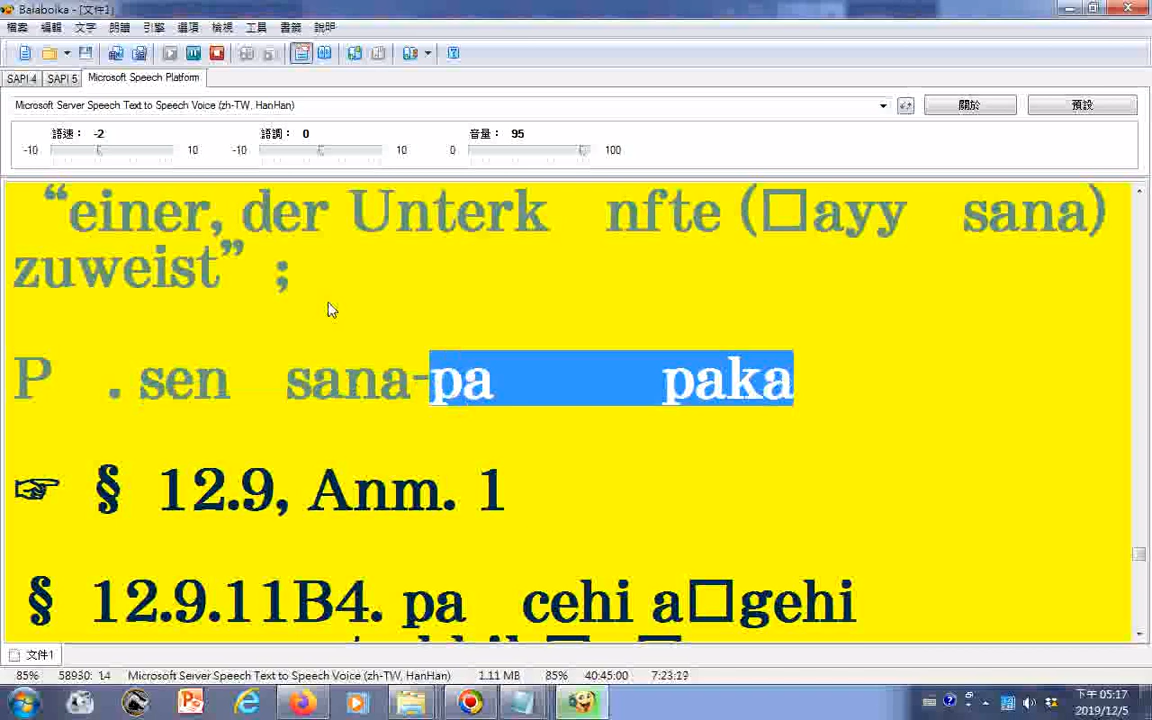 Balabolka - [文件1]
檔案 編輯 文字 朗讀 引擎 選項 檢視 工具 書籤 說明
SAPI 4 SAPI 5 Microsoft Speech Platform
Microsoft Server Speech Text to Speech Voice (zh-TW, HanHan) 關於 預設
語速： -2 語調： 0 音量： 95
-10 10 -10 10 0 100
“einer, der Unterk nfte (□ayy sana)
zuweist” ;
P . sen sana-pa paka
☞ § 12.9, Anm. 1
§ 12.9.11B4. pa cehi a□gehi
文件1
85% 58930: 14 Microsoft Server Speech Text to Speech Voice (zh-TW, HanHan) 1.11 MB 85% 40:45:00 7:23:29
下午 05:17
2019/12/5